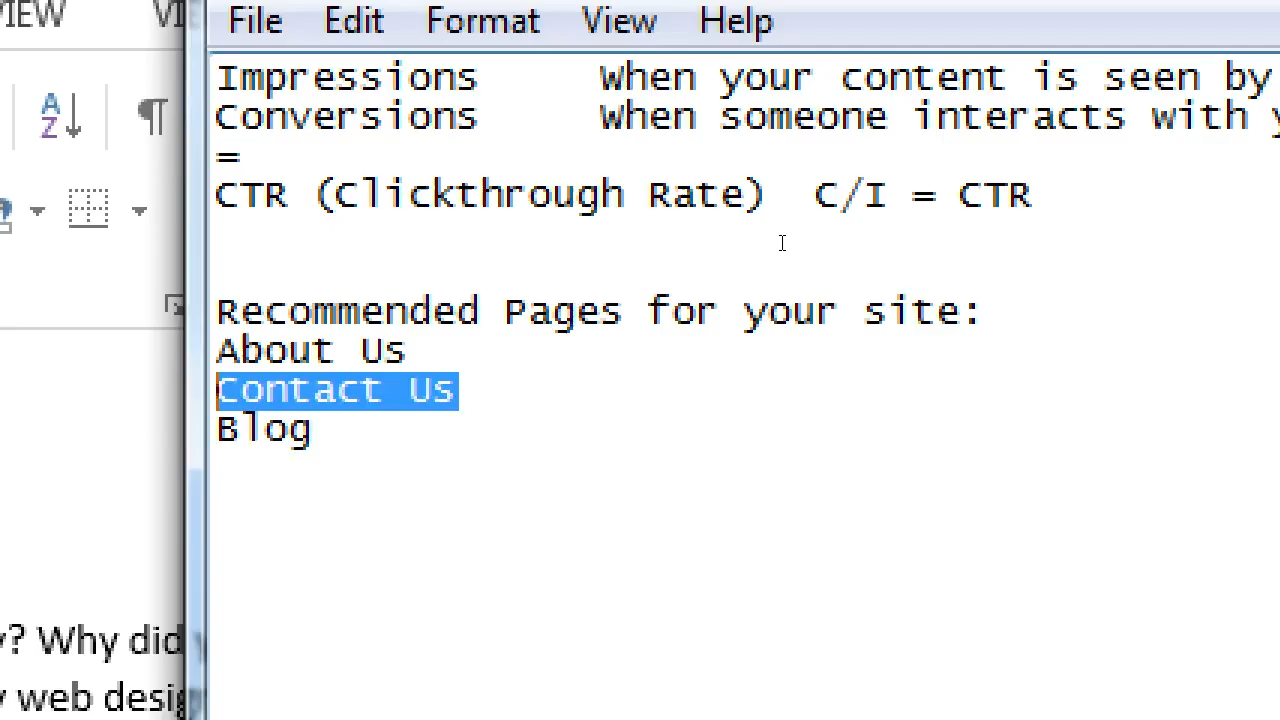 VIEW
File Edit Format View Help
Impressions When your content is seen by
Conversions When someone interacts with
=
CTR (Clickthrough Rate) C/I = CTR
Recommended Pages for your site:
About Us
Contact Us
Blog
? Why did
web desig